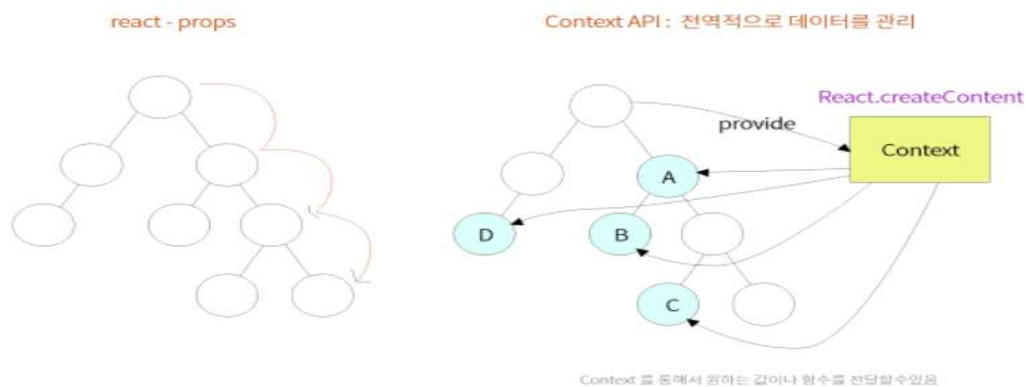 react - props
Context API : 전역적으로 데이터를 관리
React.createContent
provide
Context
A
D
B
C
Context 를 통해서 원하는 값이나 함수를 전달할수있음